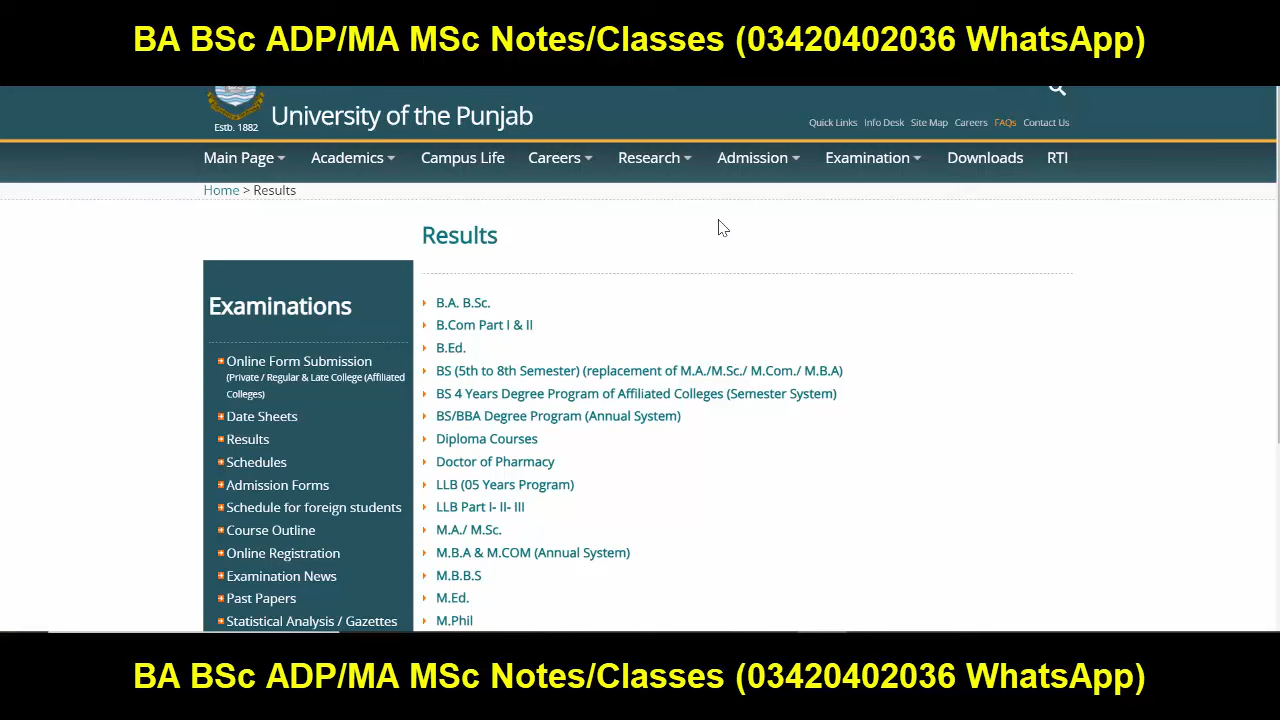 BA BSc ADP/MA MSc Notes/Classes (03420402036 WhatsApp)
Estb. 1882
University of the Punjab
Quick Links Info Desk Site Map Careers FAQs Contact Us
Main Page Academics Campus Life Careers Research Admission Examination Downloads RTI
Home > Results
Results
Examinations
Online Form Submission
(Private / Regular & Late College (Affiliated
Colleges)
Date Sheets
Results
Schedules
Admission Forms
Schedule for foreign students
Course Outline
Online Registration
Examination News
Past Papers
Statistical Analysis / Gazettes
B.A. B.Sc.
B.Com Part I & II
B.Ed.
BS (5th to 8th Semester) (replacement of M.A./M.Sc./ M.Com./ M.B.A)
BS 4 Years Degree Program of Affiliated Colleges (Semester System)
BS/BBA Degree Program (Annual System)
Diploma Courses
Doctor of Pharmacy
LLB (05 Years Program)
LLB Part I- II- III
M.A./ M.Sc.
M.B.A & M.COM (Annual System)
M.B.B.S
M.Ed.
M.Phil
BA BSc ADP/MA MSc Notes/Classes (03420402036 WhatsApp)